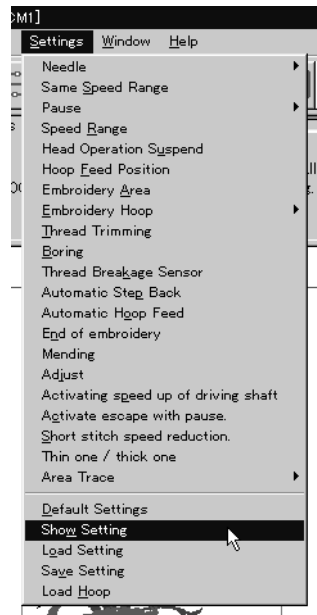 CM1]
Settings Window Help
Needle
Same Speed Range
Pause
Speed Range
Head Operation Suspend
Hoop Feed Position
Embroidery Area
Embroidery Hoop
Thread Trimming
Boring
Thread Breakage Sensor
Automatic Step Back
Automatic Hoop Feed
End of embroidery
Mending
Adjust
Activating speed up of driving shaft
Activate escape with pause.
Short stitch speed reduction.
Thin one / thick one
Area Trace
Default Settings
Show Setting
Load Setting
Save Setting
Load Hoop